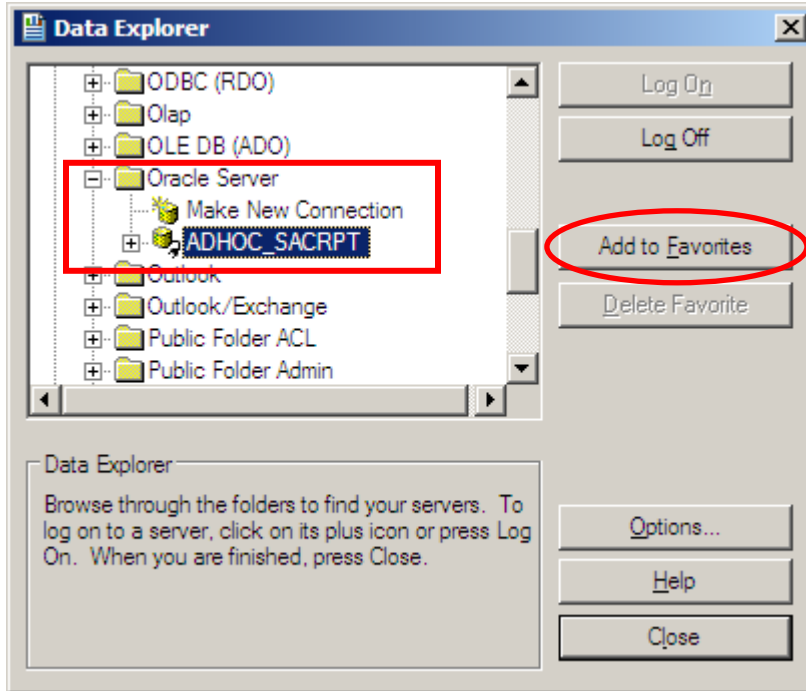 Data Explorer
ODBC (RDO)
Olap
OLE DB (ADO)
Oracle Server
Make New Connection
ADHOC_SACRPT
Outlook
Outlook/Exchange
Public Folder ACL
Public Folder Admin
Log On
Log Off
Add to Favorites
Delete Favorite
Data Explorer
Browse through the folders to find your servers. To
log on to a server, click on its plus icon or press Log
On. When you are finished, press Close.
Options...
Help
Close